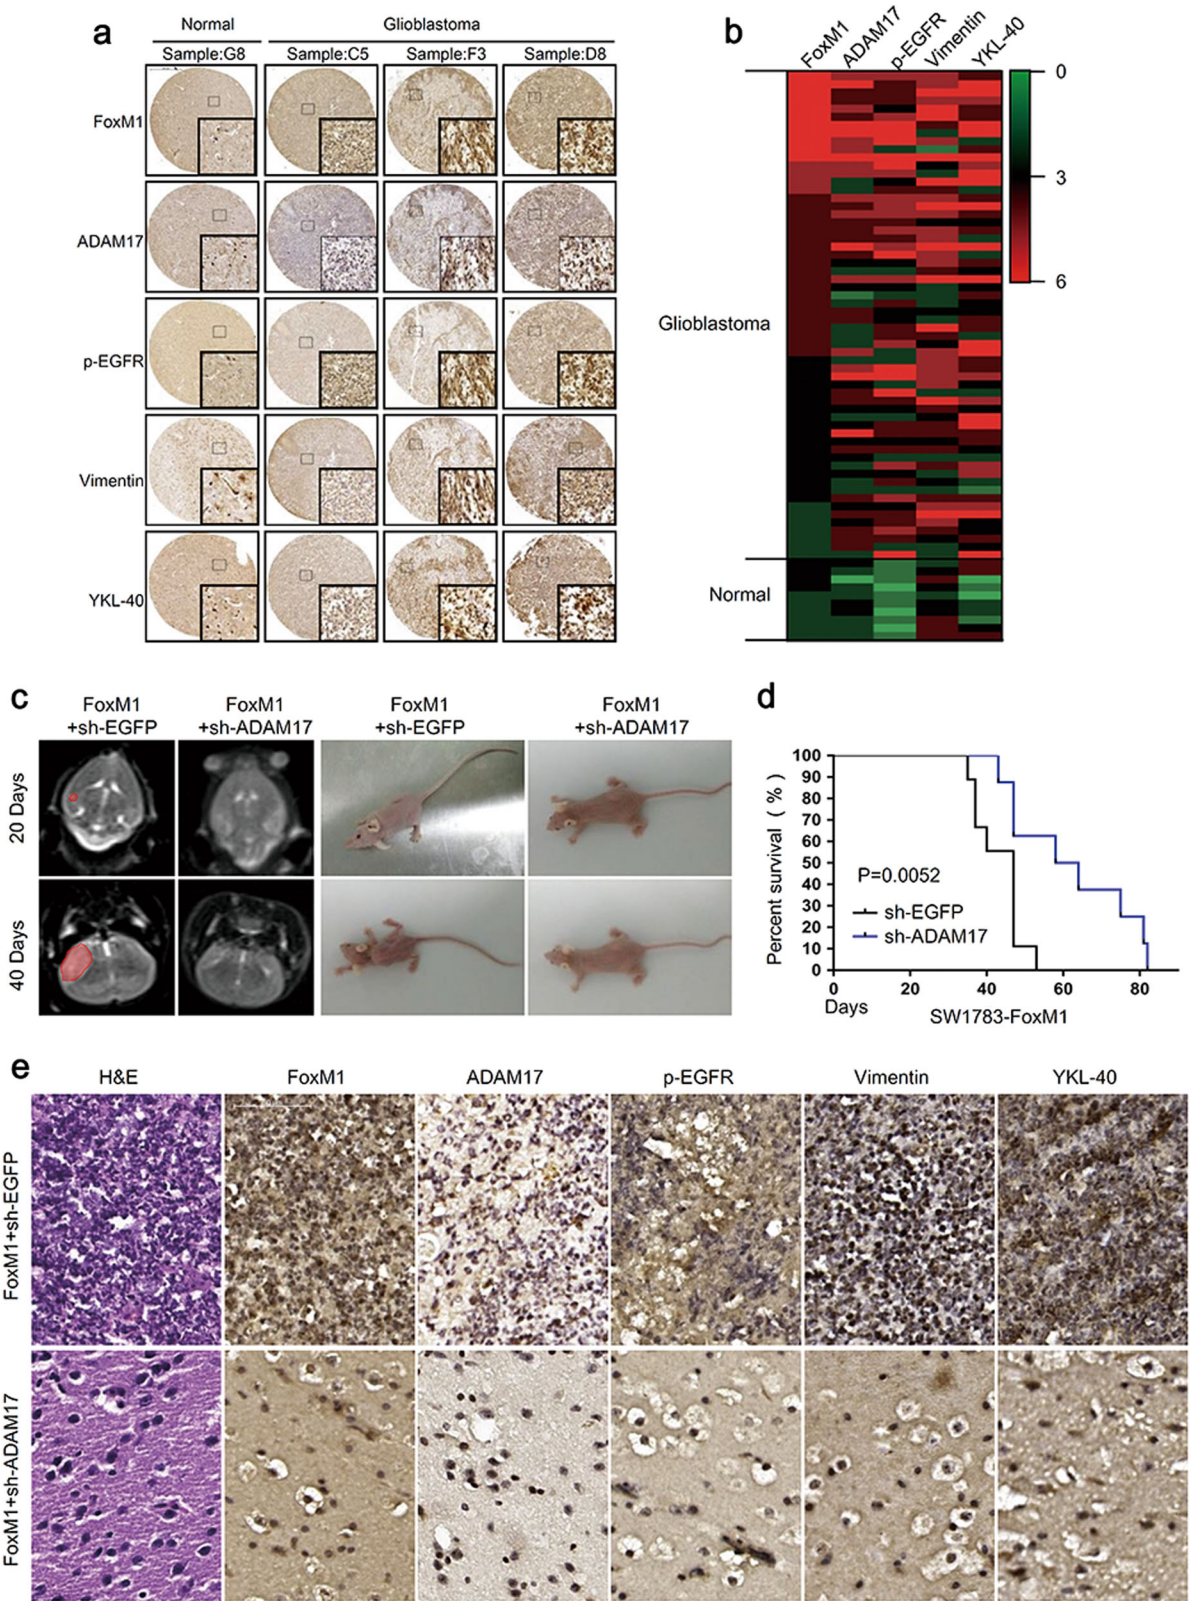 a
Normal Glioblastoma
Sample:G8 Sample:C5 Sample:F3 Sample:D8
FoxM1
ADAM17
p-EGFR
Vimentin
YKL-40
b
FoxM1 ADAM17 p-EGFR Vimentin YKL-40
0
3
6
Glioblastoma
Normal
c
FoxM1 FoxM1 FoxM1 FoxM1
+sh-EGFP +sh-ADAM17 +sh-EGFP +sh-ADAM17
20 Days
40 Days
d
Percent survival ( % )
100
90
80
70
60
50
40
30
20
10
0
P=0.0052
sh-EGFP
sh-ADAM17
0 20 40 60 80
Days
SW1783-FoxM1
e
H&E FoxM1 ADAM17 p-EGFR Vimentin YKL-40
FoxM1+sh-EGFP
FoxM1+sh-ADAM17